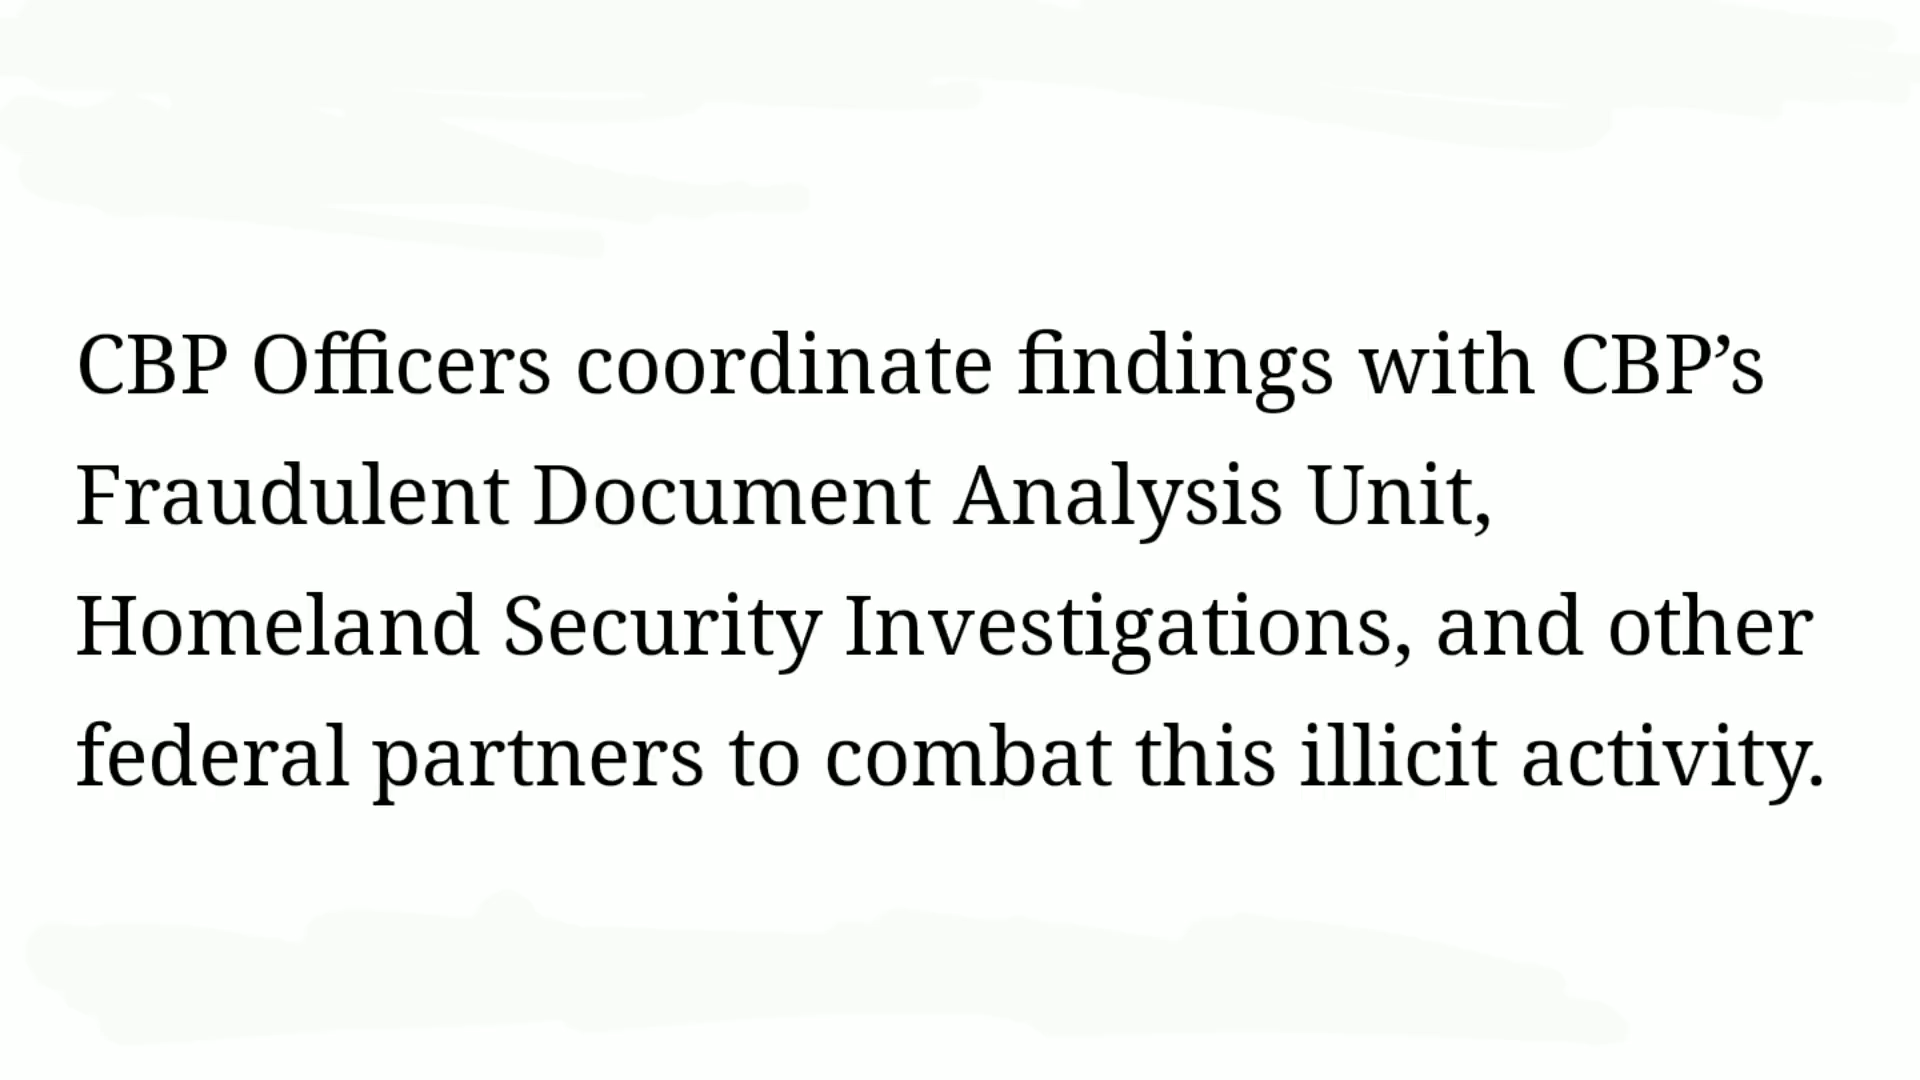 CBP Officers coordinate findings with CBP’s
Fraudulent Document Analysis Unit,
Homeland Security Investigations, and other
federal partners to combat this illicit activity.